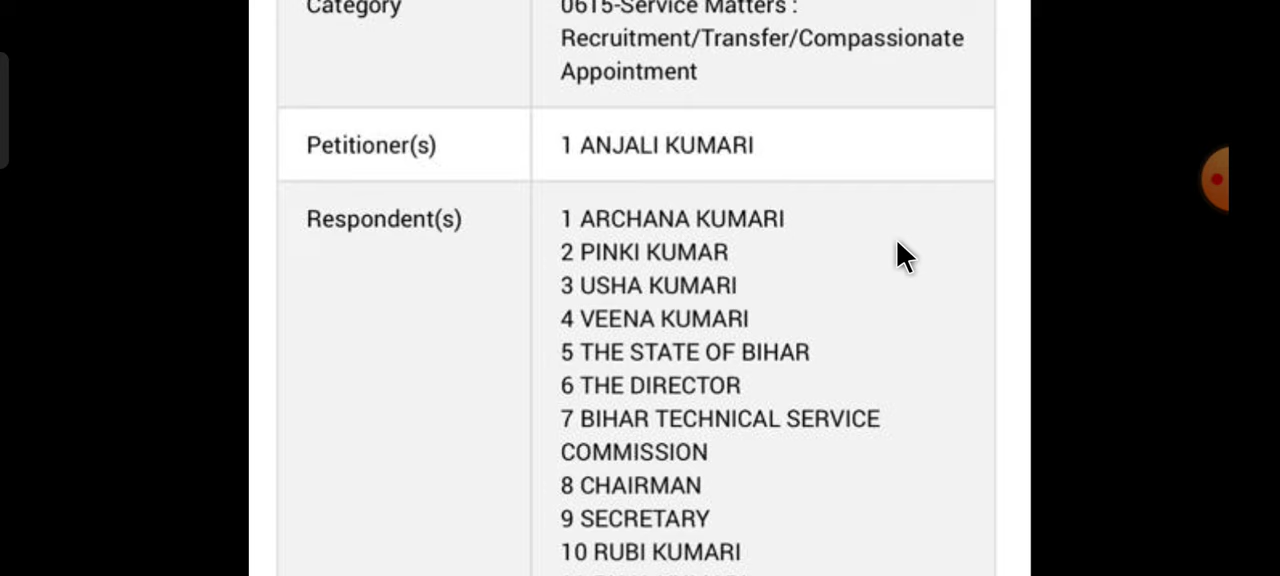 Category
0615-Service Matters :
Recruitment/Transfer/Compassionate
Appointment
Petitioner(s)
1 ANJALI KUMARI
Respondent(s)
1 ARCHANA KUMARI
2 PINKI KUMAR
3 USHA KUMARI
4 VEENA KUMARI
5 THE STATE OF BIHAR
6 THE DIRECTOR
7 BIHAR TECHNICAL SERVICE
COMMISSION
8 CHAIRMAN
9 SECRETARY
10 RUBI KUMARI